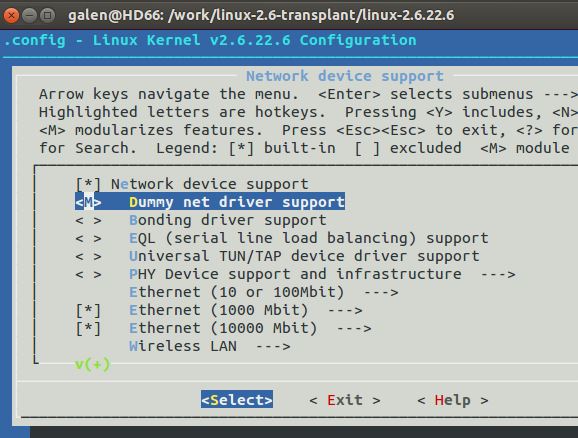 galen@HD66: /work/linux-2.6-transplant/linux-2.6.22.6
.config - Linux Kernel v2.6.22.6 Configuration
Network device support
Arrow keys navigate the menu.  <Enter> selects submenus --->
Highlighted letters are hotkeys.  Pressing <Y> includes, <N>
<M> modularizes features.  Press <Esc><Esc> to exit, <?> for
for Search.  Legend: [*] built-in  [ ] excluded  <M> module
[*] Network device support
<M>   Dummy net driver support
< >   Bonding driver support
< >   EQL (serial line load balancing) support
< >   Universal TUN/TAP device driver support
< >   PHY Device support and infrastructure  --->
Ethernet (10 or 100Mbit)  --->
[*]   Ethernet (1000 Mbit)  --->
[*]   Ethernet (10000 Mbit)  --->
Wireless LAN  --->
v(+)
<Select>    < Exit >    < Help >